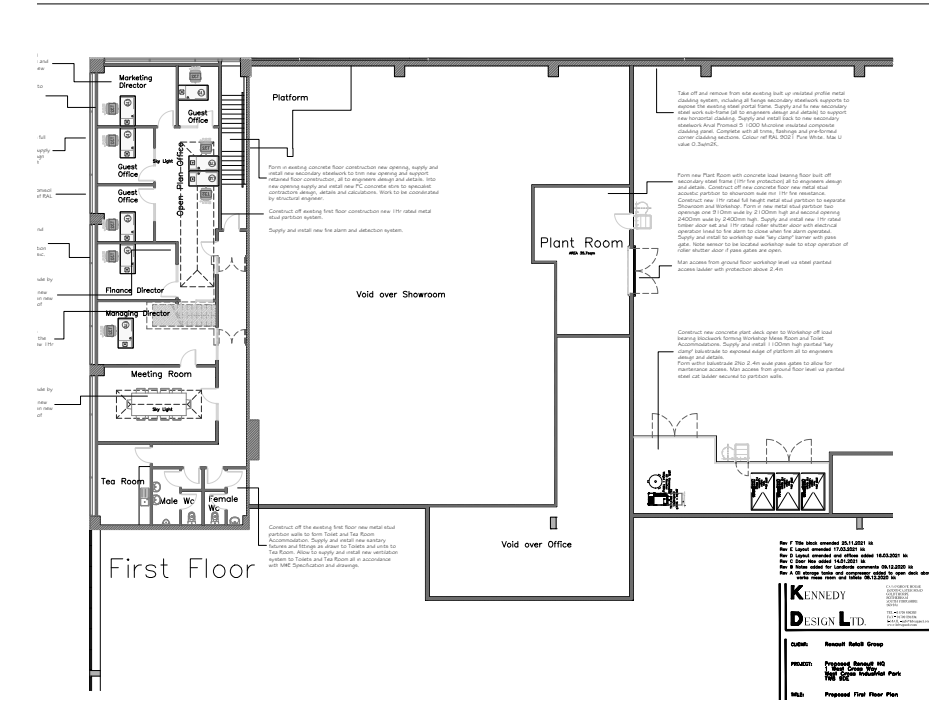 Marketing
Director
Guest
Office
Platform
Guest
Office
Sky Light
Open Plan Office
Guest
Office
Finance Director
Managing Director
Meeting Room
Sky Light
Tea Room
Male Wc
Female
Wc
First Floor
Form in existing concrete floor construction new opening, supply and
install new secondary steelwork to trim new opening and support
retained floor construction, all to engineers design and details. Into
new opening supply and install new PC concrete stairs to specialist
contractors design, details and calculations. Work to be coordinated
by structural engineer.
Construct off existing first floor construction new 1Hr rated metal
stud partition system.
Supply and install new fire alarm and detection system.
Void over Showroom
Plant Room
Void over Office
Construct off the existing first floor new metal stud
partition walls to form Toilet and Tea Room
Accommodation. Supply and install new sanitary
fixtures and fittings as drawn to Toilets and units to
Tea Room. Allow to supply and install new ventilation
system to Toilets and Tea Room all in accordance
with M&E Specification and drawings.
Take off and remove from site existing built up insulated profile metal
cladding system, including all fixings secondary steelwork supports to
expose the existing steel portal frame. Supply and fix new secondary
steel work sub-frame (all to engineers design and details) to support
new horizontal cladding. Supply and install back to new secondary
steelwork Arval Promisol S 1000 Microline insulated composite
cladding panel. Complete with all trims, flashings and pre-formed
corner cladding sections. Colour ref RAL 9021 Pure White. Max U
value 0.3w/m2K.
Form new Plant Room with concrete load bearing floor built off
secondary steel frame (1Hr fire protection) all to engineers design
and details. Construct off new concrete floor new metal stud
acoustic partition to showroom side min 1Hr fire resistance.
Construct new 1Hr rated full height metal stud partition to separate
Showroom and Workshop. Form in new metal stud partition two
openings one 910mm wide by 2100mm high and second opening
2400mm wide by 2400mm high. Supply and install new 1Hr rated
timber door set and 1Hr rated roller shutter door with electrical
operation lined to fire alarm to close when fire alarm operated.
Supply and install to workshop side "key clamp" barrier with pass
gate. Note sensor to be located workshop side to stop operation of
roller shutter door if pass gates are open.
Man access from ground floor workshop level via steel painted
access ladder with protection above 2.4m
Construct new concrete plant deck open to Workshop off load
bearing blockwork forming Workshop Mess Room and Toilet
Accommodations. Supply and install 1100mm high painted "key
clamp" balustrade to exposed edge of platform all to engineers
design and details.
Form within balustrade 2No 2.4m wide pass gates to allow for
maintenance access. Man access from ground floor level via painted
steel cat ladder secured to partition walls.
Rev F Title block amended 25.11.2021 kk
Rev E Layout amended 17.03.2021 kk
Rev D Layout amended and offices added 16.03.2021 kk
Rev C Door Nos added 14.01.2021 kk
Rev B Notes added for Landlords comments 09.12.2020 kk
Rev A Oil storage tanks and compressor added to open deck abo
works mess room and toilets 08.12.2020 kk
KENNEDY
DESIGN LTD.
CLIENT: Renault Retail Group
PROJECT: Proposed Renault HQ
1 West Cross Way
West Cross Industrial Park
TW8 9DE
TITLE: Proposed First Floor Plan